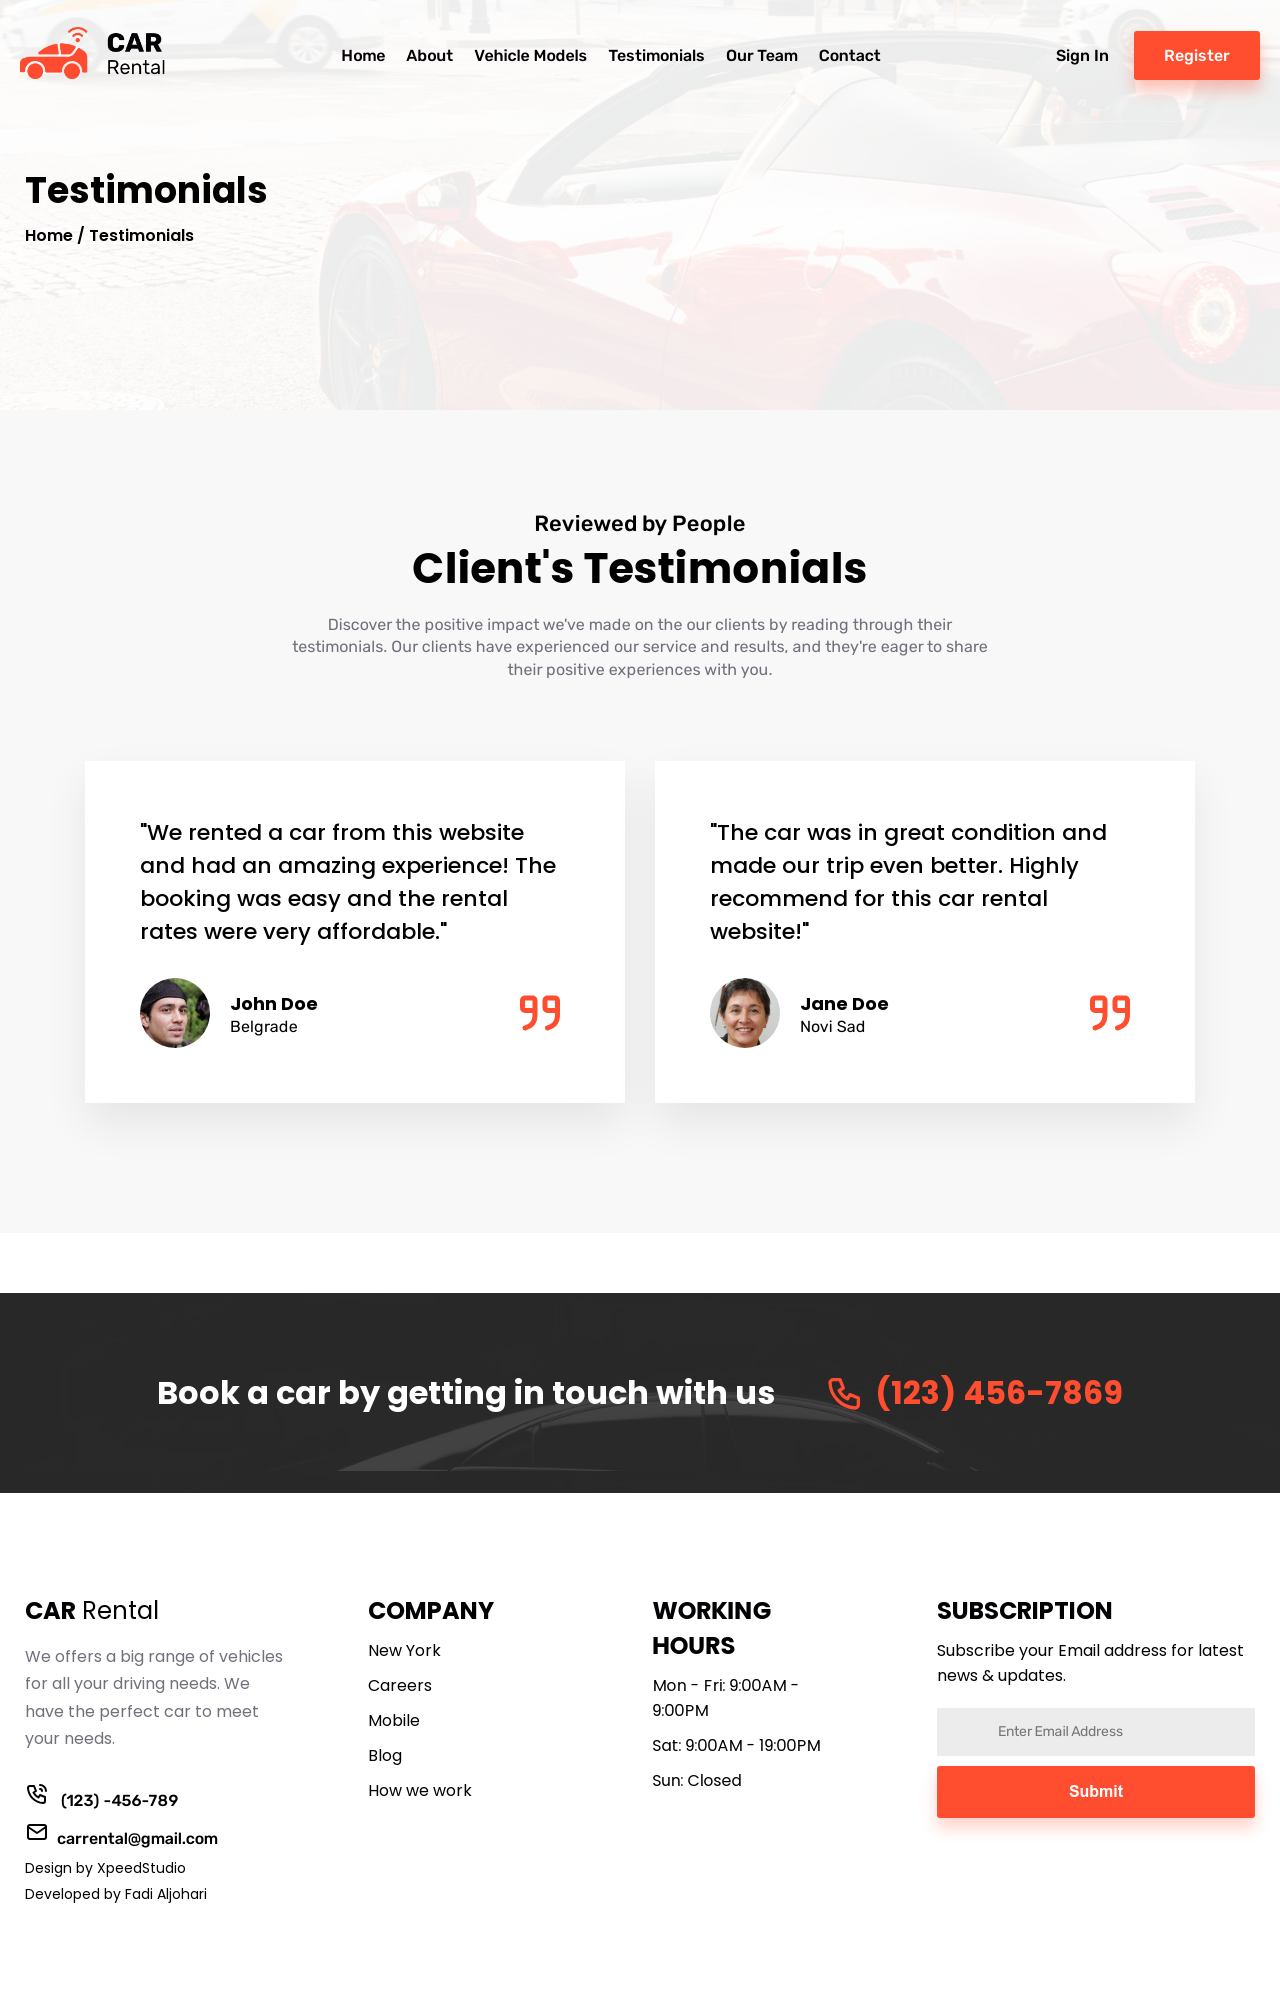 CAR
Rental
Home
About
Vehicle Models
Testimonials
Our Team
Contact
Sign In
Register
Testimonials
Home / Testimonials
Reviewed by People
Client's Testimonials
Discover the positive impact we've made on the our clients by reading through their
testimonials. Our clients have experienced our service and results, and they're eager to share
their positive experiences with you.
"We rented a car from this website
and had an amazing experience! The
booking was easy and the rental
rates were very affordable."
John Doe
Belgrade
"The car was in great condition and
made our trip even better. Highly
recommend for this car rental
website!"
Jane Doe
Novi Sad
Book a car by getting in touch with us
(123) 456-7869
CAR Rental
We offers a big range of vehicles
for all your driving needs. We
have the perfect car to meet
your needs.
(123) -456-789
carrental@gmail.com
Design by XpeedStudio
Developed by Fadi Aljohari
COMPANY
New York
Careers
Mobile
Blog
How we work
WORKING
HOURS
Mon - Fri: 9:00AM -
9:00PM
Sat: 9:00AM - 19:00PM
Sun: Closed
SUBSCRIPTION
Subscribe your Email address for latest
news & updates.
Enter Email Address
Submit